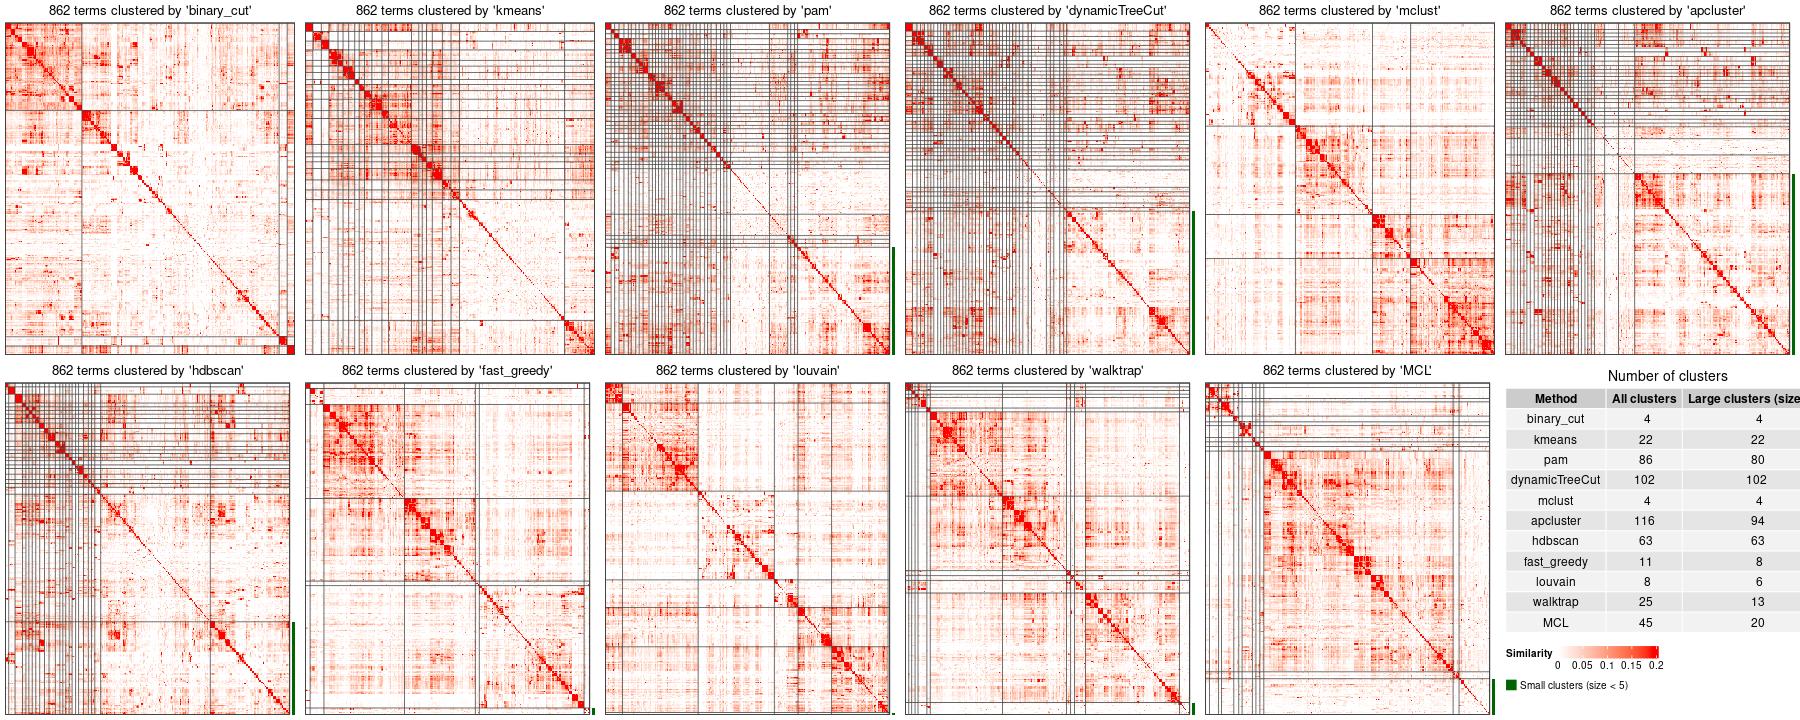 862 terms clustered by 'binary_cut'
862 terms clustered by 'kmeans'
862 terms clustered by 'pam'
862 terms clustered by 'dynamicTreeCut'
862 terms clustered by 'mclust'
862 terms clustered by 'apcluster'
862 terms clustered by 'hdbscan'
862 terms clustered by 'fast_greedy'
862 terms clustered by 'louvain'
862 terms clustered by 'walktrap'
862 terms clustered by 'MCL'
Number of clusters
Method All clusters Large clusters (size
binary_cut 4 4
kmeans 22 22
pam 86 80
dynamicTreeCut 102 102
mclust 4 4
apcluster 116 94
hdbscan 63 63
fast_greedy 11 8
louvain 8 6
walktrap 25 13
MCL 45 20
Similarity
0 0.05 0.1 0.15 0.2
Small clusters (size < 5)